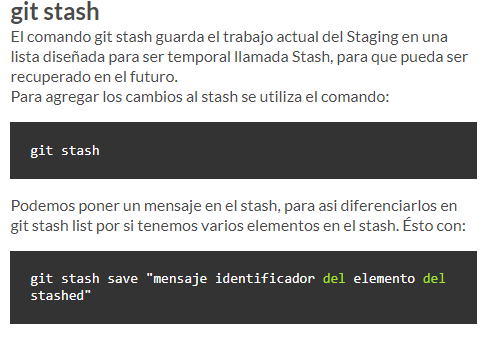 git stash
El comando git stash guarda el trabajo actual del Staging en una
lista diseñada para ser temporal llamada Stash, para que pueda ser
recuperado en el futuro.
Para agregar los cambios al stash se utiliza el comando:
git stash
Podemos poner un mensaje en el stash, para asi diferenciarlos en
git stash list por si tenemos varios elementos en el stash. Ésto con:
git stash save "mensaje identificador del elemento del
stashed"